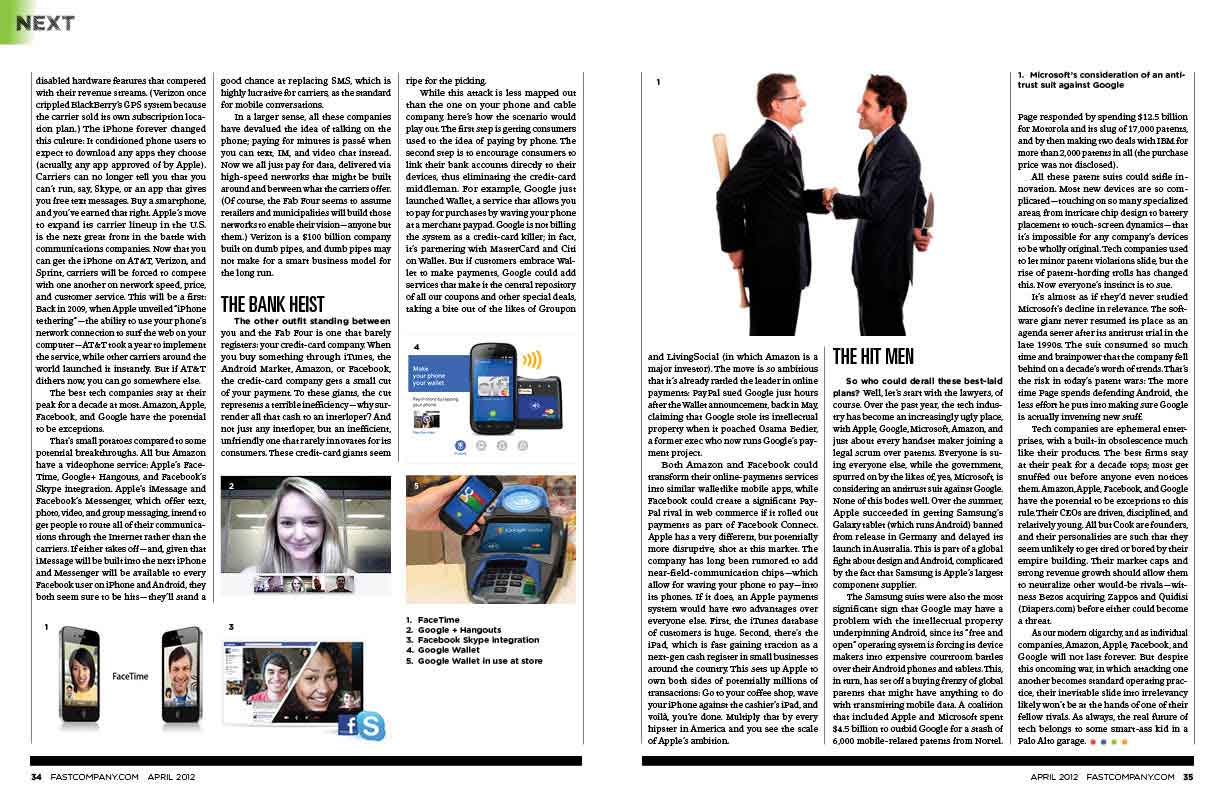 NEXT
disabled hardware features that competed
with their revenue streams. (Verizon once
crippled BlackBerry's GPS system because
the carrier sold its own subscription loca-
tion plan.) The iPhone forever changed
this culture: It conditioned phone users to
expect to download any apps they choose
(actually, any app approved of by Apple).
Carriers can no longer tell you that you
can't run, say, Skype, or an app that gives
you free text messages. Buy a smartphone,
and you've earned that right. Apple's move
to expand its carrier lineup in the U.S.
is the next great front in the battle with
communications companies. Now that you
can get the iPhone on AT&T, Verizon, and
Sprint, carriers will be forced to compete
with one another on network speed, price,
and customer service. This will be a first:
Back in 2009, when Apple unveiled "iPhone
tethering"—the ability to use your phone's
network connection to surf the web on your
computer—AT&T took a year to implement
the service, while other carriers around the
world launched it instantly. But if AT&T
dithers now, you can go somewhere else.
The best tech companies stay at their
peak for a decade at most. Amazon, Apple,
Facebook, and Google have the potential
to be exceptions.
That's small potatoes compared to some
potential breakthroughs. All but Amazon
have a videophone service: Apple's Face-
Time, Google+ Hangouts, and Facebook's
Skype integration. Apple's iMessage and
Facebook's Messenger, which offer text,
photo, video, and group messaging, intend to
get people to route all of their communica-
tions through the Internet rather than the
carriers. If either takes off—and, given that
iMessage will be built into the next iPhone
and Messenger will be available to every
Facebook user on iPhone and Android, they
both seem sure to be hits—they'll stand a
good chance at replacing SMS, which is
highly lucrative for carriers, as the standard
for mobile conversations.
In a larger sense, all these companies
have devalued the idea of talking on the
phone; paying for minutes is passé when
you can text, IM, and video chat instead.
Now we all just pay for data, delivered via
high-speed networks that might be built
around and between what the carriers offer.
(Of course, the Fab Four seems to assume
retailers and municipalities will build those
networks to enable their vision—anyone but
them.) Verizon is a $100 billion company
built on dumb pipes, and dumb pipes may
not make for a smart business model for
the long run.
THE BANK HEIST
The other outfit standing between
you and the Fab Four is one that barely
registers: your credit-card company. When
you buy something through iTunes, the
Android Market, Amazon, or Facebook,
the credit-card company gets a small cut
of your payment. To these giants, the cut
represents a terrible inefficiency—why sur-
render all that cash to an interloper? And
not just any interloper, but an inefficient,
unfriendly one that rarely innovates for its
consumers. These credit-card giants seem
ripe for the picking.
While this attack is less mapped out
than the one on your phone and cable
company, here's how the scenario would
play out. The first step is getting consumers
used to the idea of paying by phone. The
second step is to encourage consumers to
link their bank accounts directly to their
devices, thus eliminating the credit-card
middleman. For example, Google just
launched Wallet, a service that allows you
to pay for purchases by waving your phone
at a merchant paypad. Google is not billing
the system as a credit-card killer; in fact,
it's partnering with MasterCard and Citi
on Wallet. But if customers embrace Wal-
let to make payments, Google could add
services that make it the central repository
of all our coupons and other special deals,
taking a bite out of the likes of Groupon
4
Make
your phone
your wallet
2
5
1
FaceTime
3
1. FaceTime
2. Google + Hangouts
3. Facebook Skype integration
4. Google Wallet
5. Google Wallet in use at store
34 FASTCOMPANY.COM APRIL 2012
1
and LivingSocial (in which Amazon is a
major investor). The move is so ambitious
that it's already rattled the leader in online
payments: PayPal sued Google just hours
after the Wallet announcement, back in May,
claiming that Google stole its intellectual
property when it poached Osama Bedier,
a former exec who now runs Google's pay-
ment project.
Both Amazon and Facebook could
transform their online-payments services
into similar walletlike mobile apps, while
Facebook could create a significant Pay-
Pal rival in web commerce if it rolled out
payments as part of Facebook Connect.
Apple has a very different, but potentially
more disruptive, shot at this market. The
company has long been rumored to add
near-field-communication chips—which
allow for waving your phone to pay—into
its phones. If it does, an Apple payments
system would have two advantages over
everyone else. First, the iTunes database
of customers is huge. Second, there's the
iPad, which is fast gaining traction as a
next-gen cash register in small businesses
around the country. This sets up Apple to
own both sides of potentially millions of
transactions: Go to your coffee shop, wave
your iPhone against the cashier's iPad, and
voilà, you're done. Multiply that by every
hipster in America and you see the scale
of Apple's ambition.
THE HIT MEN
So who could derail these best-laid
plans? Well, let's start with the lawyers, of
course. Over the past year, the tech indus-
try has become an increasingly ugly place,
with Apple, Google, Microsoft, Amazon, and
just about every handset maker joining a
legal scrum over patents. Everyone is su-
ing everyone else, while the government,
spurred on by the likes of, yes, Microsoft, is
considering an antitrust suit against Google.
None of this bodes well. Over the summer,
Apple succeeded in getting Samsung's
Galaxy tablet (which runs Android) banned
from release in Germany and delayed its
launch in Australia. This is part of a global
fight about design and Android, complicated
by the fact that Samsung is Apple's largest
component supplier.
The Samsung suits were also the most
significant sign that Google may have a
problem with the intellectual property
underpinning Android, since its "free and
open" operating system is forcing its device
makers into expensive courtroom battles
over their Android phones and tablets. This,
in turn, has set off a buying frenzy of global
patents that might have anything to do
with transmitting mobile data. A coalition
that included Apple and Microsoft spent
$4.5 billion to outbid Google for a stash of
6,000 mobile-related patents from Nortel.
1. Microsoft's consideration of an anti-
trust suit against Google
Page responded by spending $12.5 billion
for Motorola and its slug of 17,000 patents,
and by then making two deals with IBM for
more than 2,000 patents in all (the purchase
price was not disclosed).
All these patent suits could stifle in-
novation. Most new devices are so com-
plicated—touching on so many specialized
areas, from intricate chip design to battery
placement to touch-screen dynamics—that
it's impossible for any company's devices
to be wholly original. Tech companies used
to let minor patent violations slide, but the
rise of patent-hording trolls has changed
this. Now everyone's instinct is to sue.
It's almost as if they'd never studied
Microsoft's decline in relevance. The soft-
ware giant never resumed its place as an
agenda setter after its antitrust trial in the
late 1990s. The suit consumed so much
time and brainpower that the company fell
behind on a decade's worth of trends. That's
the risk in today's patent wars: The more
time Page spends defending Android, the
less effort he puts into making sure Google
is actually inventing new stuff.
Tech companies are ephemeral enter-
prises, with a built-in obsolescence much
like their products. The best firms stay
at their peak for a decade tops; most get
snuffed out before anyone even notices
them. Amazon, Apple, Facebook, and Google
have the potential to be exceptions to this
rule. Their CEOs are driven, disciplined, and
relatively young. All but Cook are founders,
and their personalities are such that they
seem unlikely to get tired or bored by their
empire building. Their market caps and
strong revenue growth should allow them
to neutralize other would-be rivals—wit-
ness Bezos acquiring Zappos and Quidisi
(Diapers.com) before either could become
a threat.
As our modern oligarchy, and as individual
companies, Amazon, Apple, Facebook, and
Google will not last forever. But despite
this oncoming war, in which attacking one
another becomes standard operating prac-
tice, their inevitable slide into irrelevancy
likely won't be at the hands of one of their
fellow rivals. As always, the real future of
tech belongs to some smart-ass kid in a
Palo Alto garage.
APRIL 2012 FASTCOMPANY.COM 35